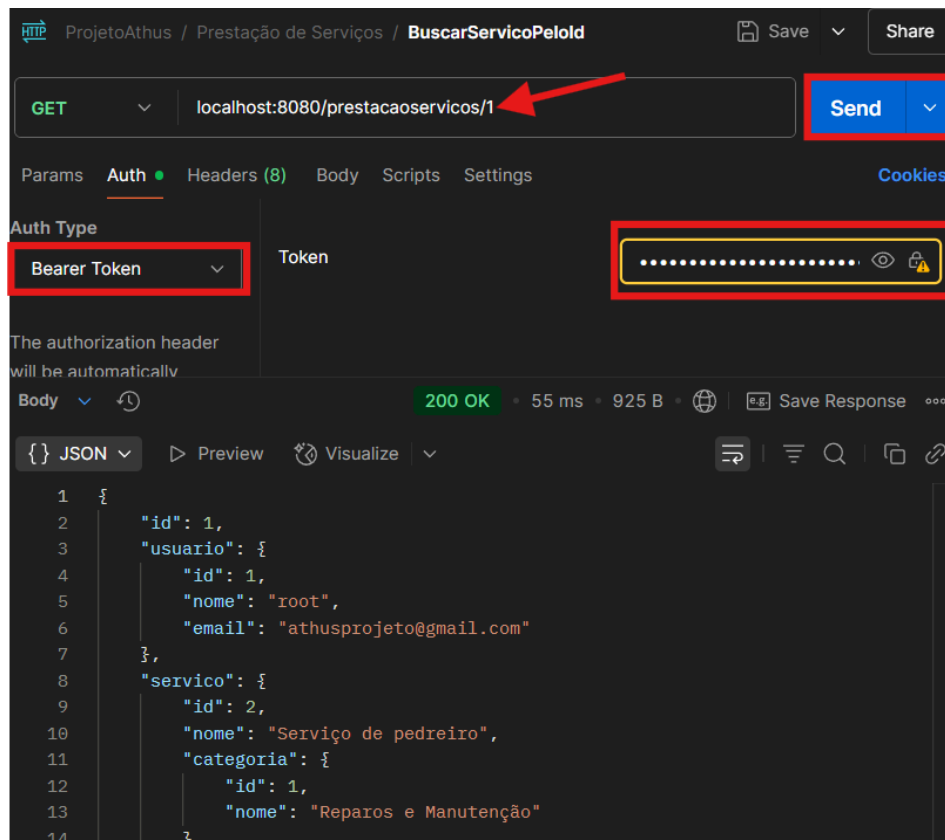 HTTP ProjetoAthus / Prestação de Serviços / BuscarServicoPeloId Save Share
GET localhost:8080/prestacaoservicos/1 Send
Params Auth Headers (8) Body Scripts Settings Cookies
Auth Type
Bearer Token Token
The authorization header
will be automatically
Body 200 OK • 55 ms • 925 B e.g. Save Response
{} JSON Preview Visualize
1 {
2 "id": 1,
3 "usuario": {
4 "id": 1,
5 "nome": "root",
6 "email": "athusprojeto@gmail.com"
7 },
8 "servico": {
9 "id": 2,
10 "nome": "Serviço de pedreiro",
11 "categoria": {
12 "id": 1,
13 "nome": "Reparos e Manutenção"
14 }